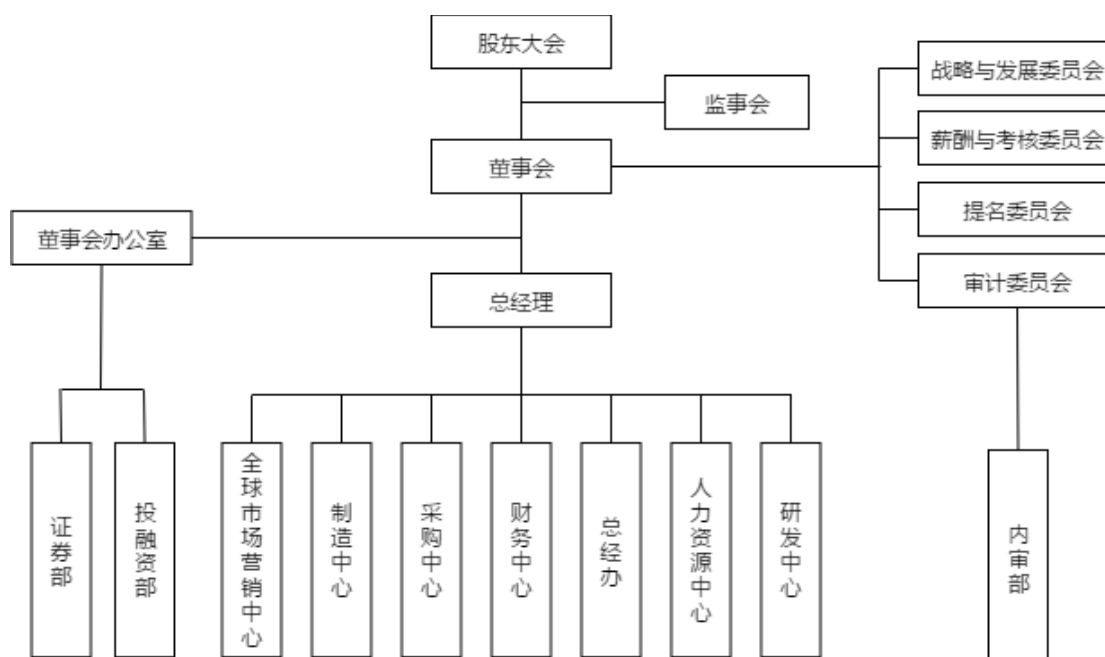 股东大会
战略与发展委员会
监事会
薪酬与考核委员会
董事会
提名委员会
董事会办公室
审计委员会
总经理
证券部
投融资部
全球市场营销中心
制造中心
采购中心
财务中心
总经办
人力资源中心
研发中心
内审部